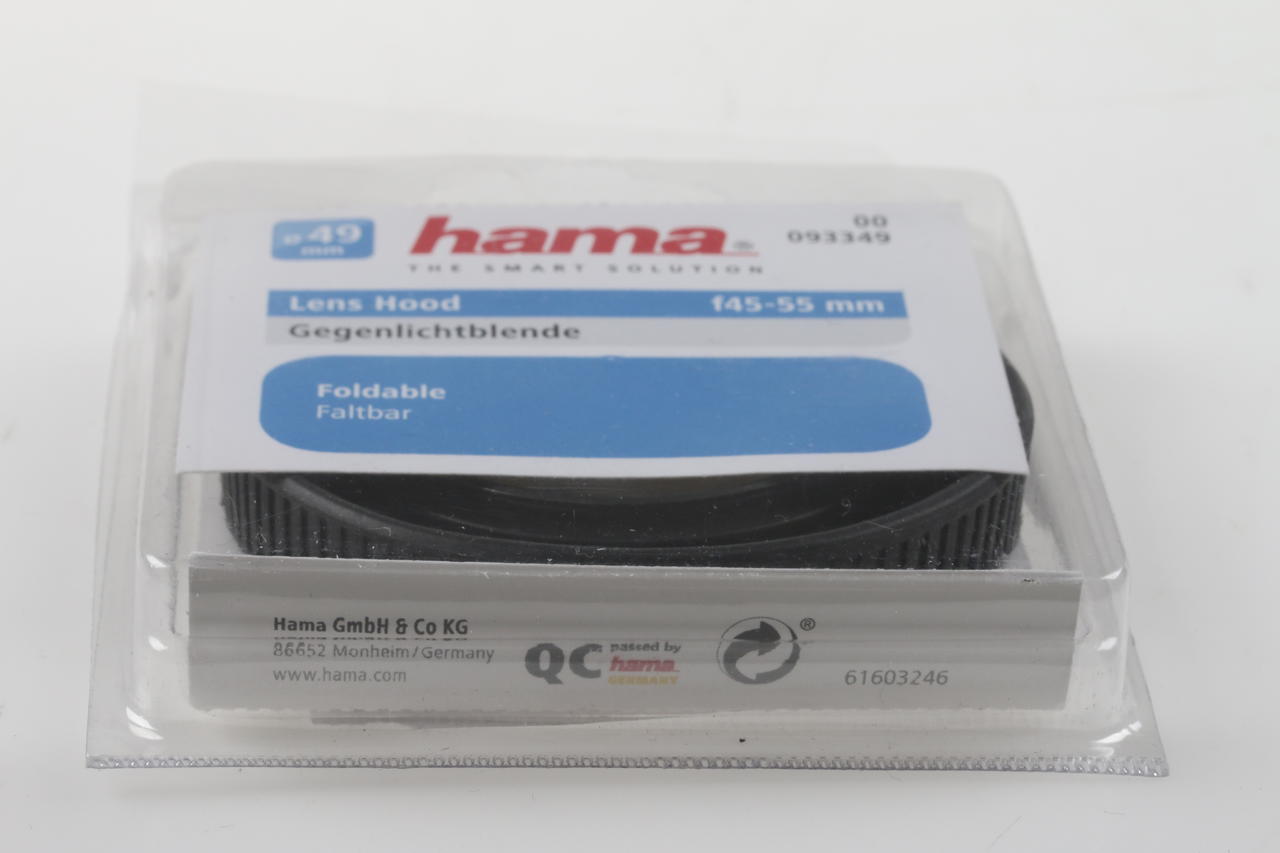 ø 49
mm
hama®
THE SMART SOLUTION
00
093349
Lens Hood f45-55 mm
Gegenlichtblende
Foldable
Faltbar
Hama GmbH & Co KG
86652 Monheim/Germany
www.hama.com
QC passed by
hama
GERMANY
®
61603246